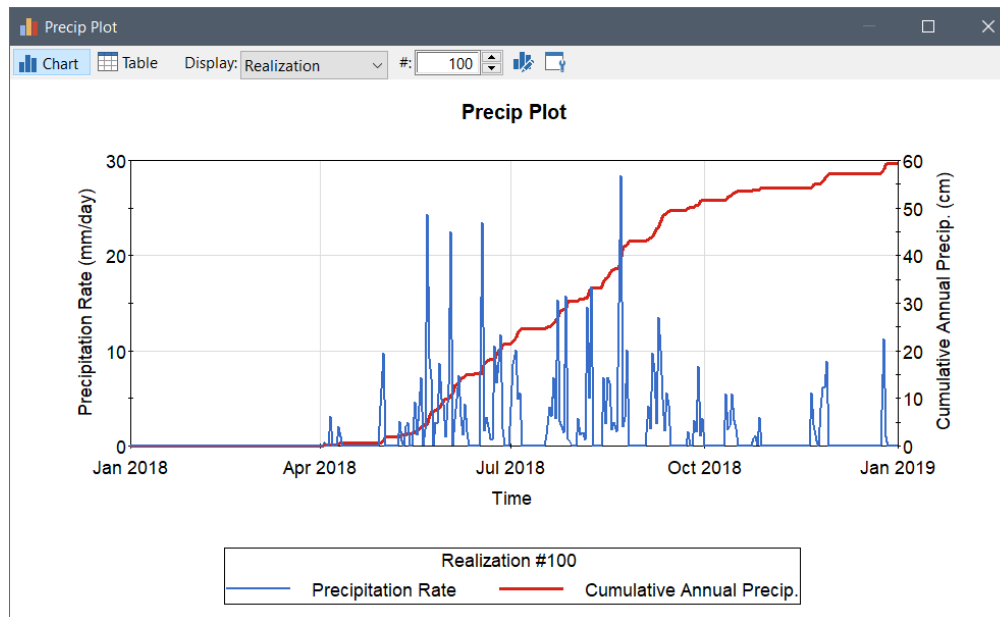 Precip Plot
Chart Table Display: Realization #: 100
Precip Plot
30 60
50
20 40
30
10 20
10
0 0
Precipitation Rate (mm/day)
Cumulative Annual Precip. (cm)
Jan 2018 Apr 2018 Jul 2018 Oct 2018 Jan 2019
Time
Realization #100
Precipitation Rate Cumulative Annual Precip.